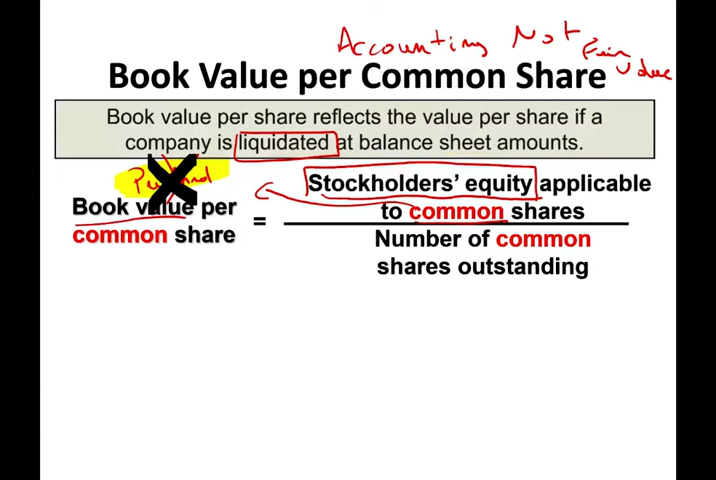 Accounting Not Fair
Value
Book Value per Common Share
Book value per share reflects the value per share if a
company is liquidated at balance sheet amounts.
Preferred
Book value per
common share
=
Stockholders' equity applicable
to common shares
Number of common
shares outstanding